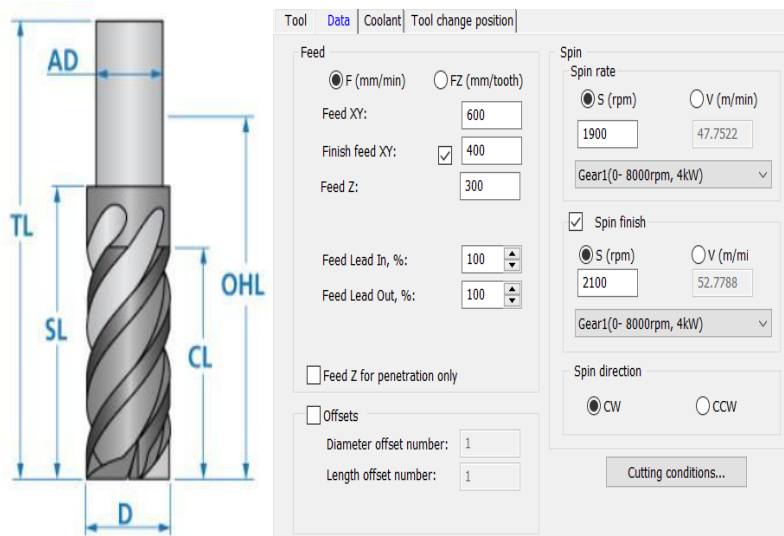 AD
TL
OHL
SL
CL
D
Tool Data Coolant Tool change position
Feed
F (mm/min) FZ (mm/tooth)
Feed XY: 600
Finish feed XY: 400
Feed Z: 300
Feed Lead In, %: 100
Feed Lead Out, %: 100
Feed Z for penetration only
Offsets
Diameter offset number: 1
Length offset number: 1
Spin
Spin rate
S (rpm) V (m/min)
1900 47.7522
Gear1(0- 8000rpm, 4kW)
Spin finish
S (rpm) V (m/mi
2100 52.7788
Gear1(0- 8000rpm, 4kW)
Spin direction
CW CCW
Cutting conditions...